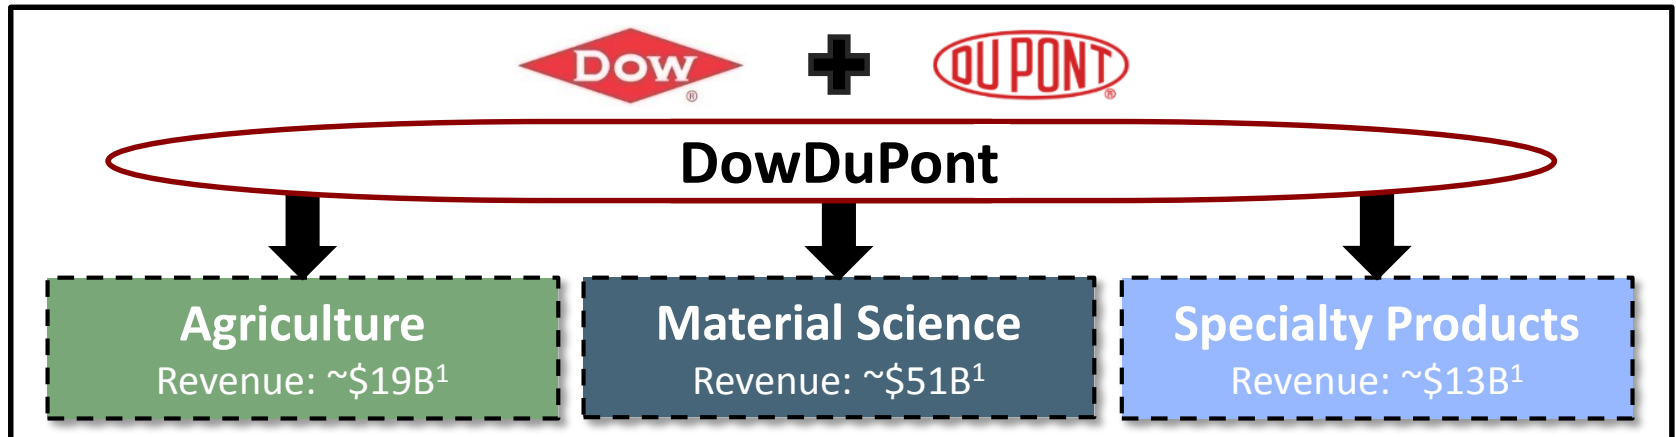 DOW
®
DU PONT
®
DowDuPont
Agriculture
Revenue: ~$19B¹
Material Science
Revenue: ~$51B¹
Specialty Products
Revenue: ~$13B¹